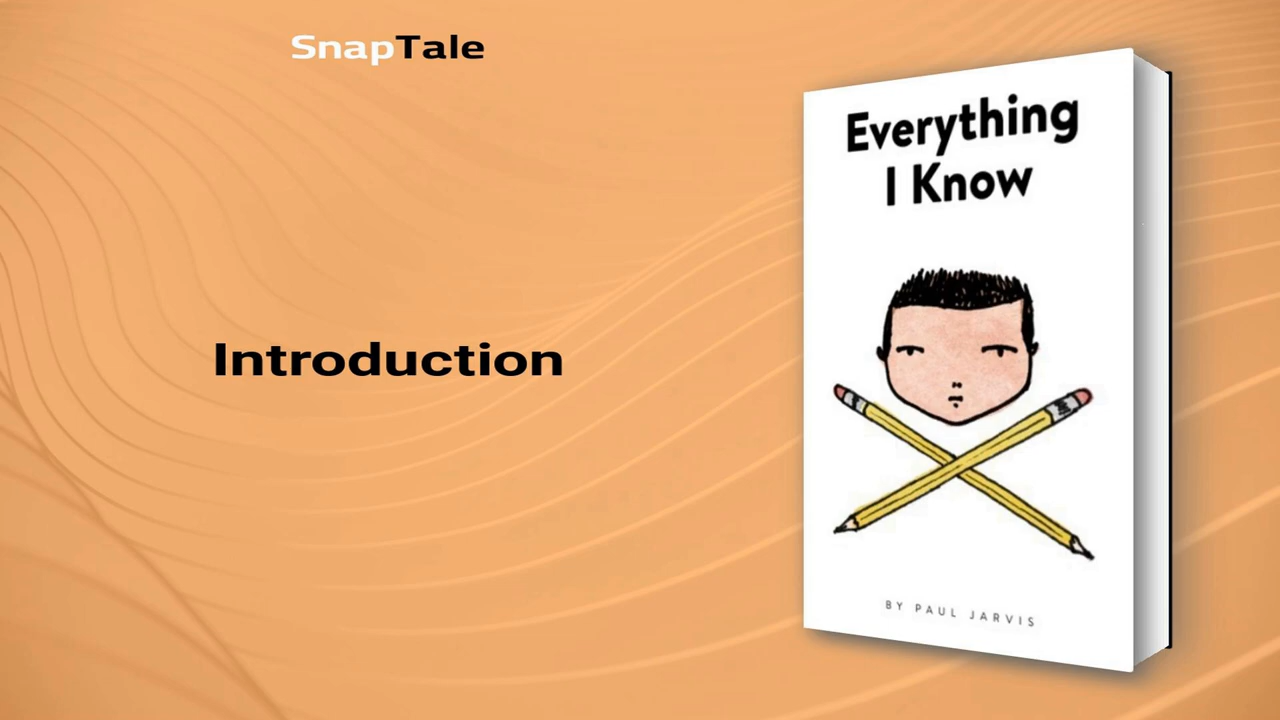 SnapTale
Introduction
Everything
I Know
BY PAUL JARVIS